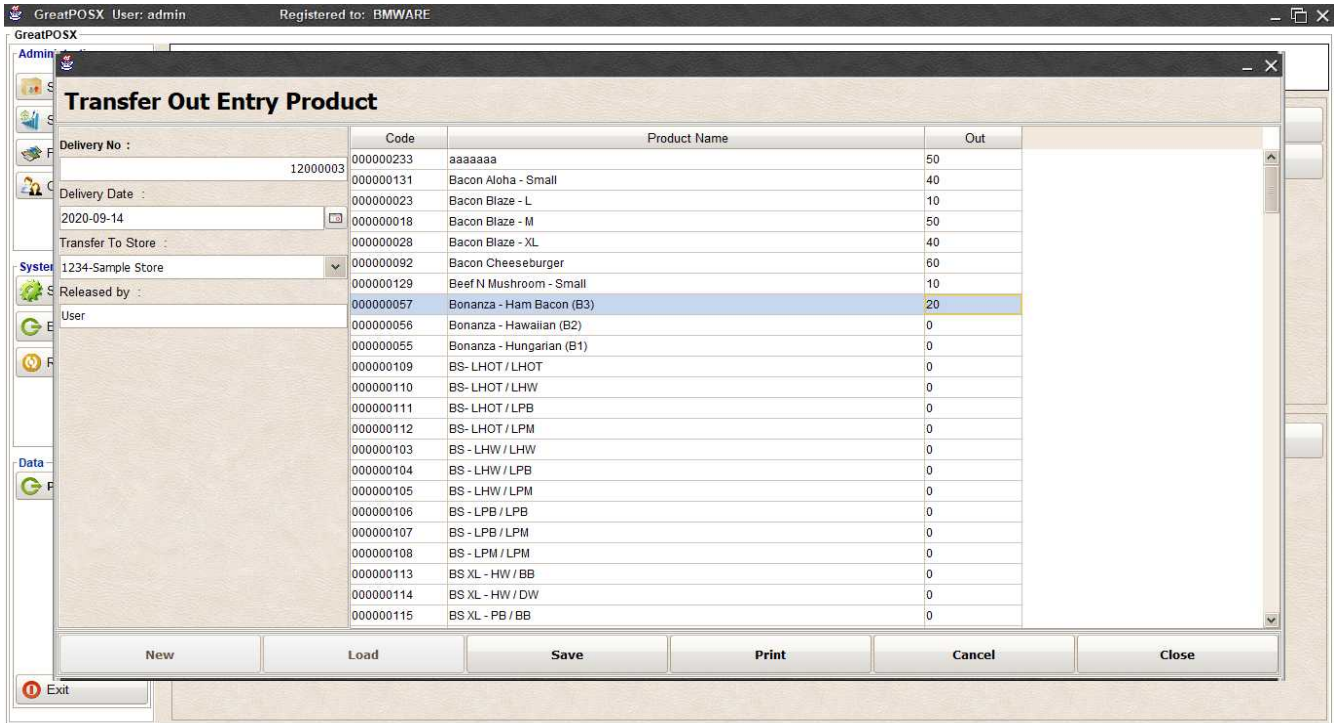 GreatPOSX User: admin Registered to: BMWARE
GreatPOSX
Transfer Out Entry Product
Delivery No :
12000003
Delivery Date :
2020-09-14
Transfer To Store :
1234-Sample Store
Released by :
User
Code Product Name Out
000000233 aaaaaaa 50
000000131 Bacon Aloha - Small 40
000000023 Bacon Blaze - L 10
000000018 Bacon Blaze - M 50
000000028 Bacon Blaze - XL 40
000000092 Bacon Cheeseburger 60
000000129 Beef N Mushroom - Small 10
000000057 Bonanza - Ham Bacon (B3) 20
000000056 Bonanza - Hawaiian (B2) 0
000000055 Bonanza - Hungarian (B1) 0
000000109 BS- LHOT / LHOT 0
000000110 BS- LHOT / LHW 0
000000111 BS- LHOT / LPB 0
000000112 BS- LHOT / LPM 0
000000103 BS - LHW / LHW 0
000000104 BS - LHW / LPB 0
000000105 BS - LHW / LPM 0
000000106 BS - LPB / LPB 0
000000107 BS - LPB / LPM 0
000000108 BS - LPM / LPM 0
000000113 BS XL - HW / BB 0
000000114 BS XL - HW / DW 0
000000115 BS XL - PB / BB 0
New Load Save Print Cancel Close
Data
Exit